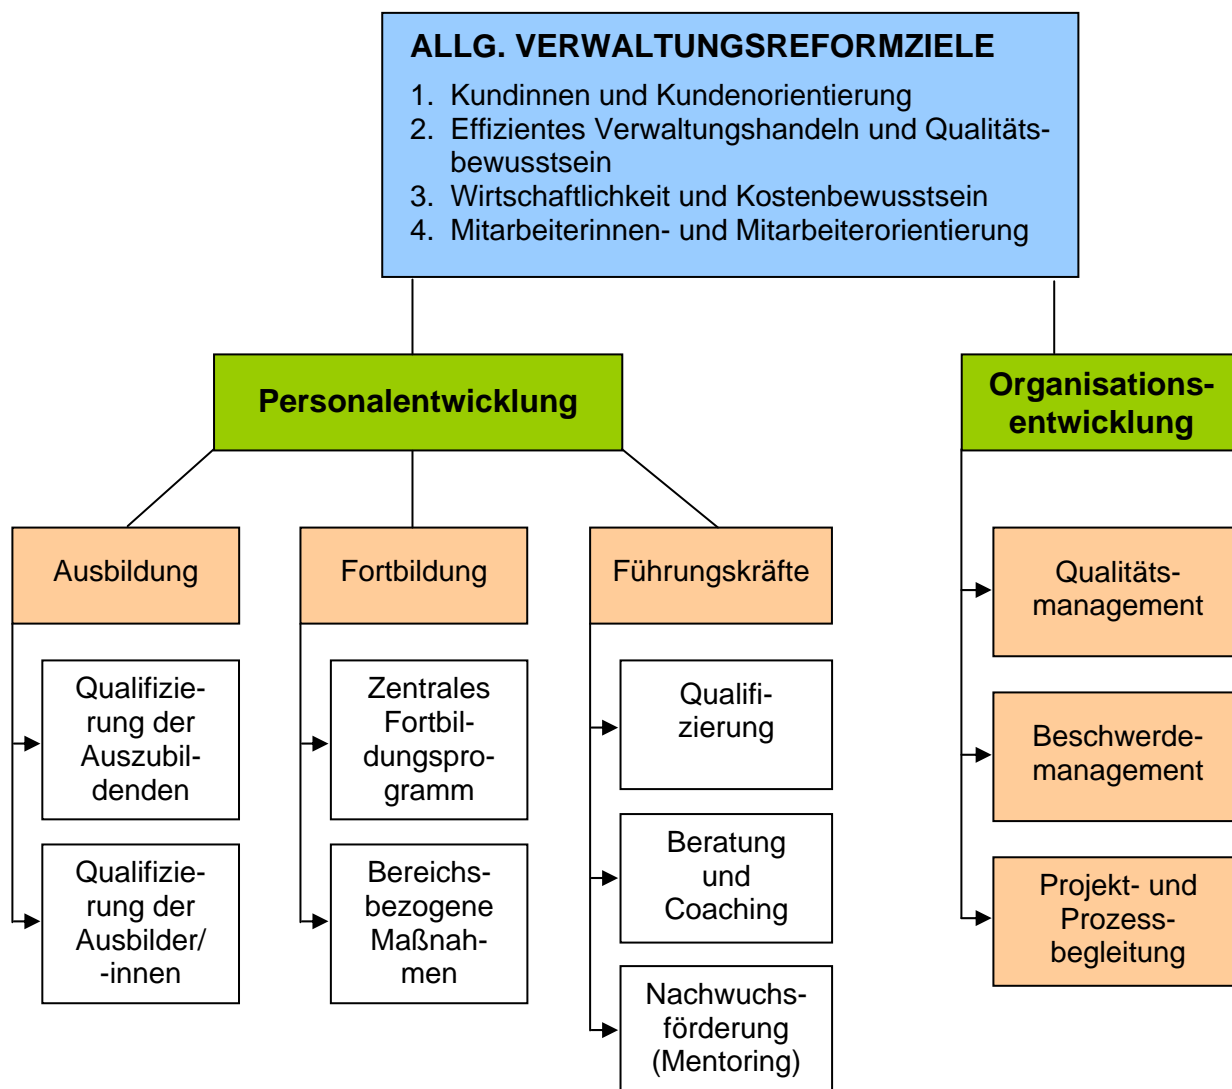 ALLG. VERWALTUNGSREFORMZIELE
1. Kundinnen und Kundenorientierung
2. Effizientes Verwaltungshandeln und Qualitäts-
bewusstsein
3. Wirtschaftlichkeit und Kostenbewusstsein
4. Mitarbeiterinnen- und Mitarbeiterorientierung
Personalentwicklung
Organisations-
entwicklung
Ausbildung
Qualifizie-
rung der
Auszubil-
denden
Qualifizie-
rung der
Ausbilder/
-innen
Fortbildung
Zentrales
Fortbil-
dungspro-
gramm
Bereichs-
bezogene
Maßnah-
men
Führungskräfte
Qualifi-
zierung
Beratung
und
Coaching
Nachwuchs-
förderung
(Mentoring)
Qualitäts-
management
Beschwerde-
management
Projekt- und
Prozess-
begleitung